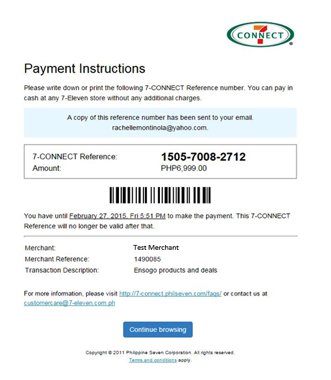 7
CONNECT
Payment Instructions
Please write down or print the following 7-CONNECT Reference number. You can pay in
cash at any 7-Eleven store without any additional charges.
A copy of this reference number has been sent to your email
rachellemontinola@yahoo.com.
7-CONNECT Reference: 1505-7008-2712
Amount: PHP6,999.00
You have until February 27, 2015, Fri 5:51 PM to make the payment. This 7-CONNECT
Reference will no longer be valid after that.
Merchant: Test Merchant
Merchant Reference: 1490085
Transaction Description: Ensogo products and deals
For more information, please visit http://7-connect.philseven.com/faqs/ or contact us at
customercare@7-eleven.com.ph
Continue browsing
Copyright © 2011 Philippine Seven Corporation, All rights reserved.
Terms and conditions apply.